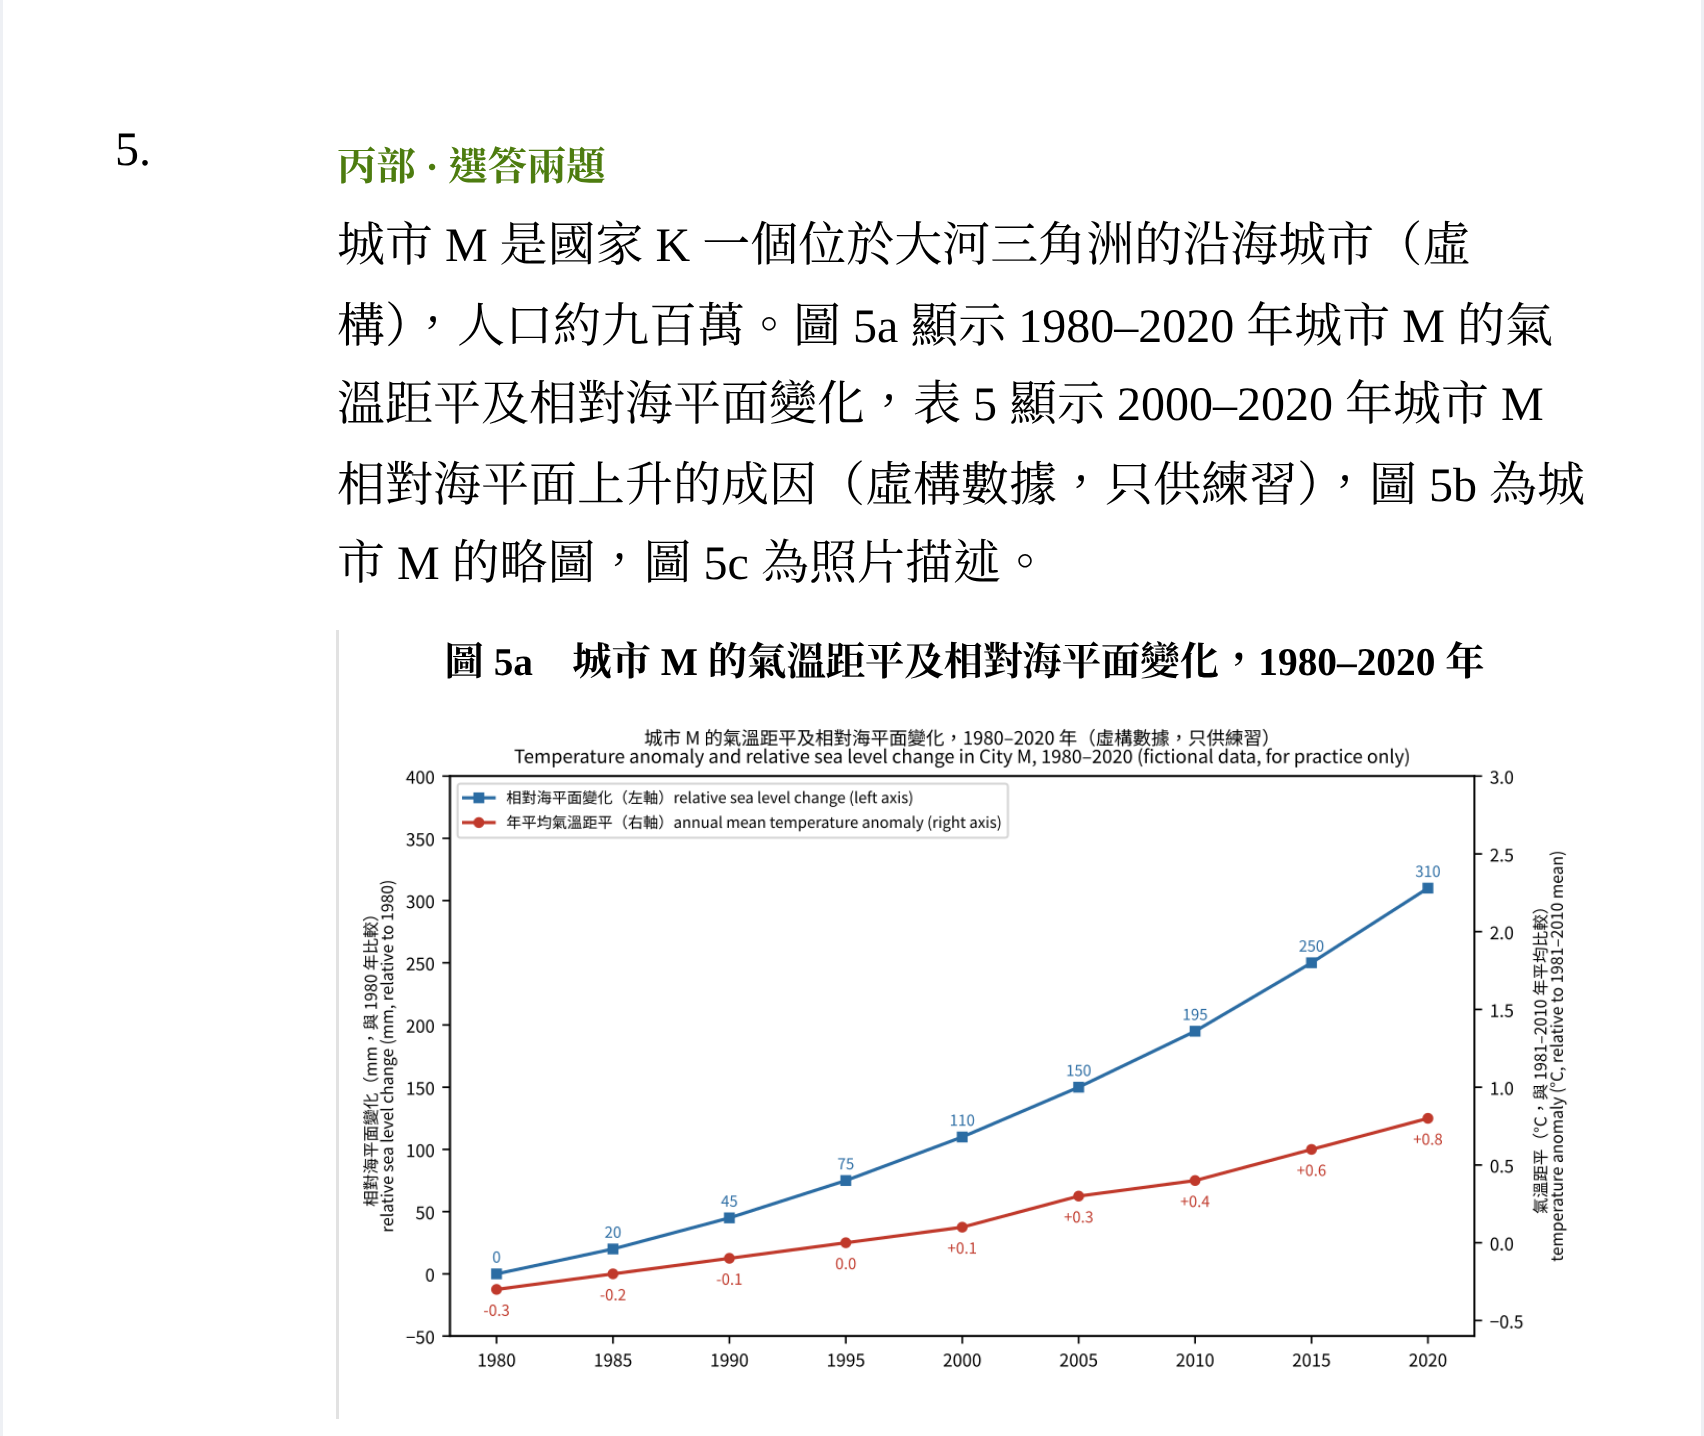 5.
丙部 · 選答兩題
城市 M 是國家 K 一個位於大河三角洲的沿海城市（虛
構），人口約九百萬。圖 5a 顯示 1980–2020 年城市 M 的氣
溫距平及相對海平面變化，表 5 顯示 2000–2020 年城市 M
相對海平面上升的成因（虛構數據，只供練習），圖 5b 為城
市 M 的略圖，圖 5c 為照片描述。
圖 5a　城市 M 的氣溫距平及相對海平面變化，1980–2020 年
城市 M 的氣溫距平及相對海平面變化，1980–2020 年（虛構數據，只供練習）
Temperature anomaly and relative sea level change in City M, 1980–2020 (fictional data, for practice only)
相對海平面變化（左軸）relative sea level change (left axis)
年平均氣溫距平（右軸）annual mean temperature anomaly (right axis)
相對海平面變化（mm，與 1980 年比較）
relative sea level change (mm, relative to 1980)
400
350
300
250
200
150
100
50
0
−50
0
20
45
75
110
150
195
250
310
-0.3
-0.2
-0.1
0.0
+0.1
+0.3
+0.4
+0.6
+0.8
3.0
2.5
2.0
1.5
1.0
0.5
0.0
−0.5
氣溫距平（°C，與 1981–2010 年平均比較）
temperature anomaly (°C, relative to 1981–2010 mean)
1980 1985 1990 1995 2000 2005 2010 2015 2020